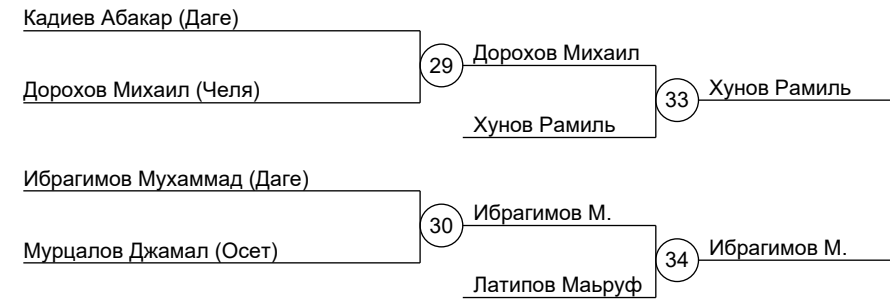 Кадиев Абакар (Даге)
29
Дорохов Михаил
Дорохов Михаил (Челя)
33
Хунов Рамиль
Хунов Рамиль
Ибрагимов Мухаммад (Даге)
30
Ибрагимов М.
Мурцалов Джамал (Осет)
34
Ибрагимов М.
Латипов Маьруф